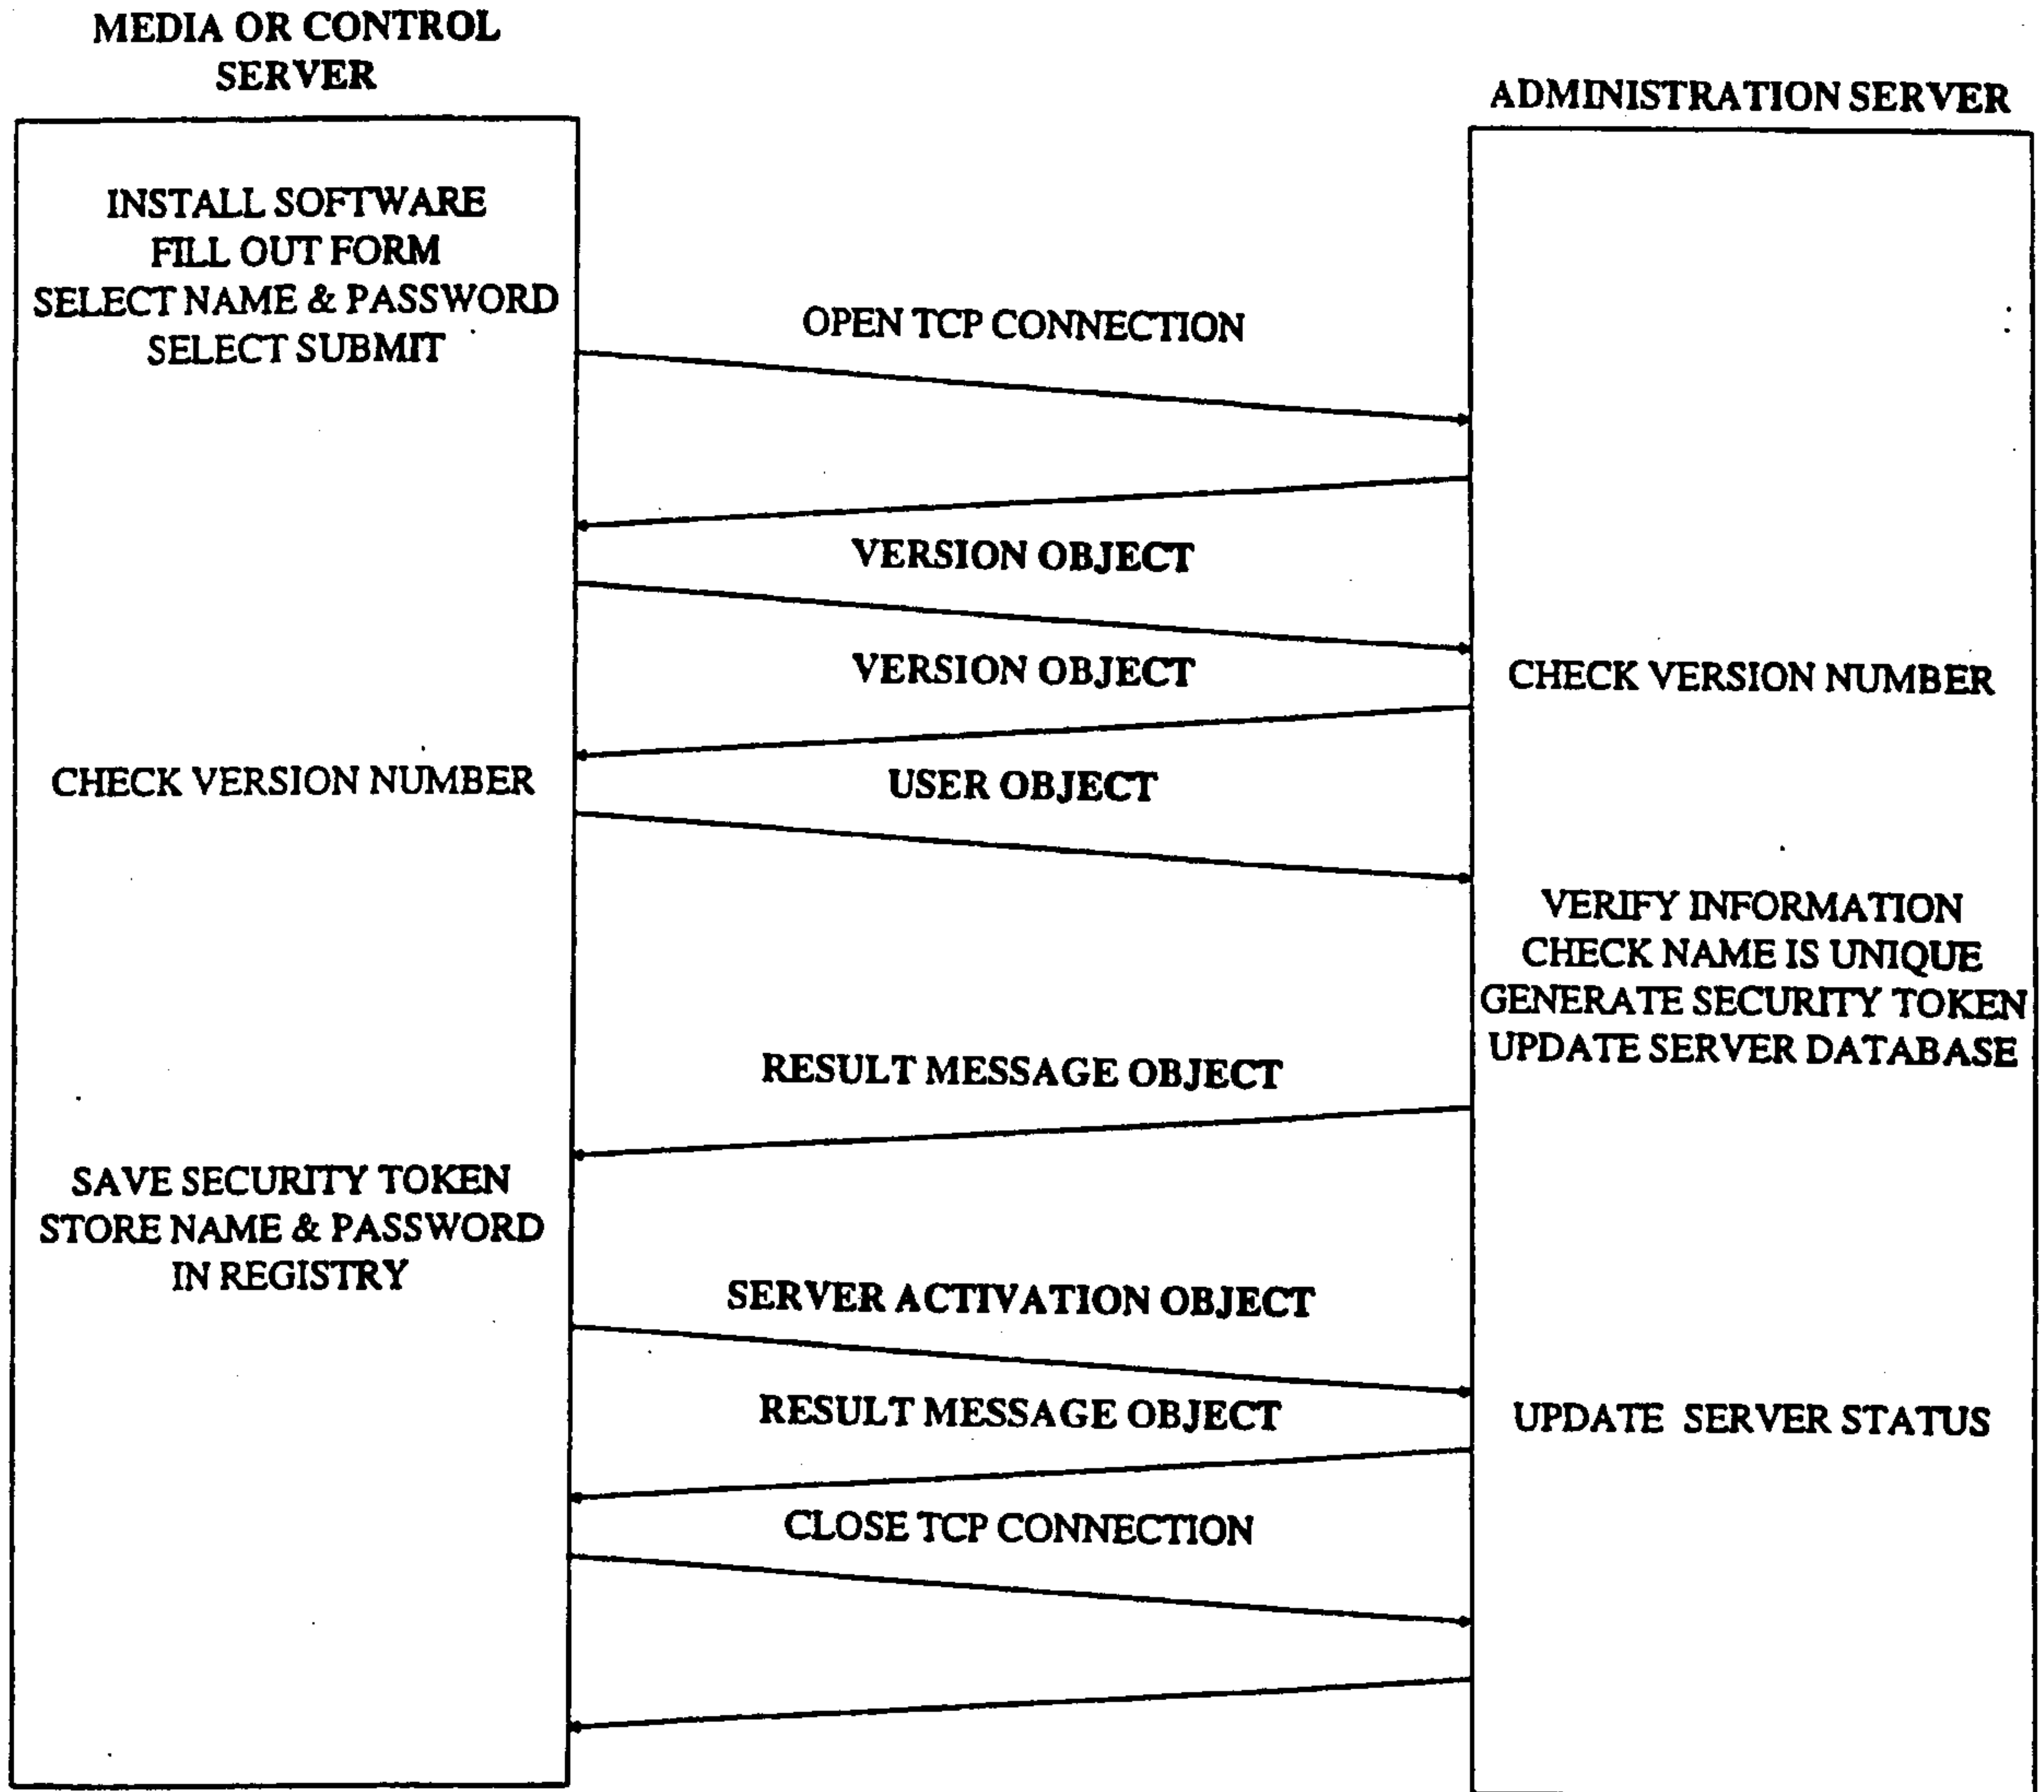 MEDIA OR CONTROL
SERVER
ADMINISTRATION SERVER
INSTALL SOFTWARE
FILL OUT FORM
SELECT NAME & PASSWORD
SELECT SUBMIT
OPEN TCP CONNECTION
VERSION OBJECT
VERSION OBJECT
CHECK VERSION NUMBER
CHECK VERSION NUMBER
USER OBJECT
VERIFY INFORMATION
CHECK NAME IS UNIQUE
GENERATE SECURITY TOKEN
UPDATE SERVER DATABASE
RESULT MESSAGE OBJECT
SAVE SECURITY TOKEN
STORE NAME & PASSWORD
IN REGISTRY
SERVER ACTIVATION OBJECT
RESULT MESSAGE OBJECT
UPDATE SERVER STATUS
CLOSE TCP CONNECTION